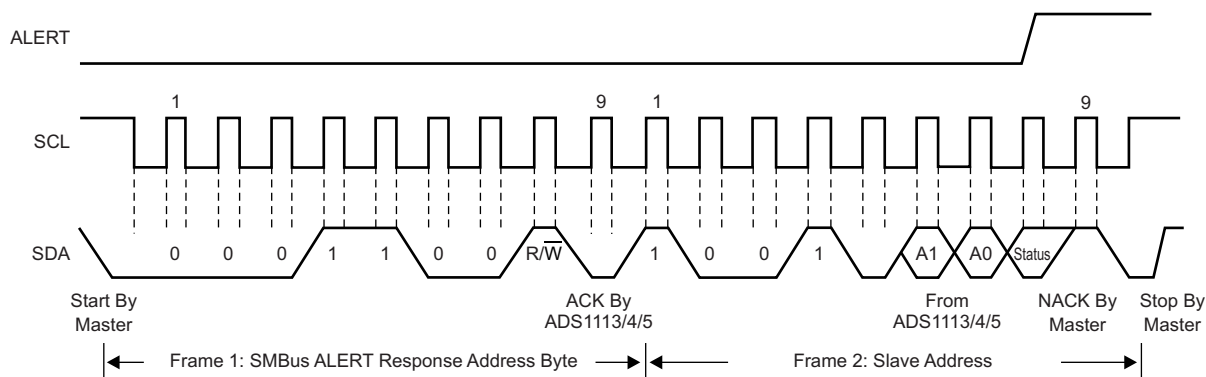 ALERT
1 9 1 9
SCL
SDA
0 0 0 1 1 0 0 R/W 1 0 0 1 A1 A0 Status
Start By
Master
ACK By
ADS1113/4/5
From
ADS1113/4/5
NACK By
Master
Stop By
Master
Frame 1: SMBus ALERT Response Address Byte
Frame 2: Slave Address